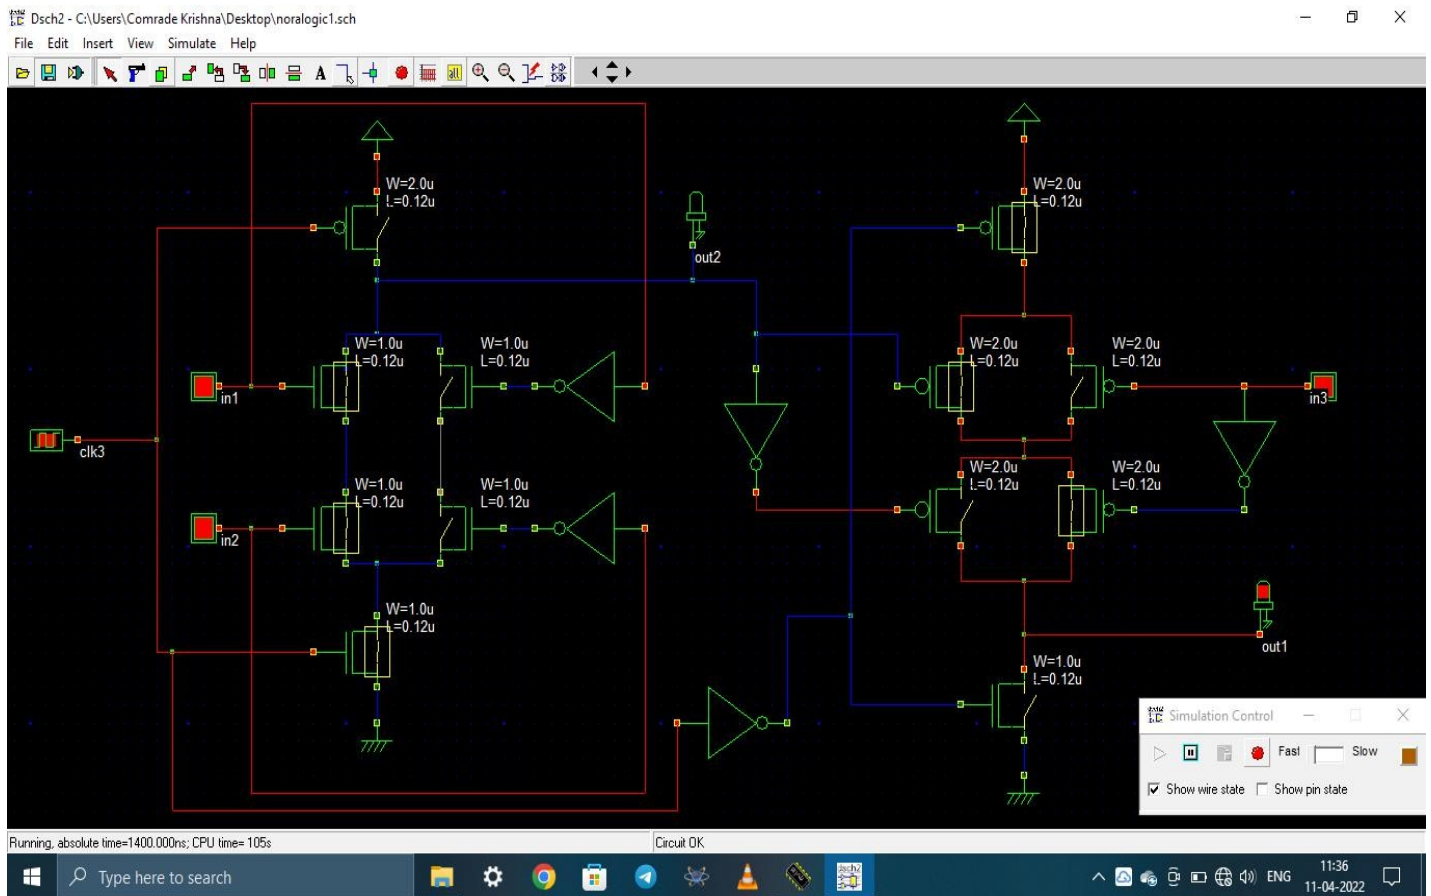 Dsch2 - C:\Users\Comrade Krishna\Desktop\noralogic1.sch
File Edit Insert View Simulate Help
A
all
W=2.0u
L=0.12u
W=2.0u
L=0.12u
out2
W=1.0u
L=0.12u
W=1.0u
L=0.12u
W=2.0u
L=0.12u
W=2.0u
L=0.12u
in1
in3
clk3
W=1.0u
L=0.12u
W=1.0u
L=0.12u
W=2.0u
L=0.12u
W=2.0u
L=0.12u
in2
W=1.0u
L=0.12u
out1
W=1.0u
L=0.12u
Simulation Control
Fast Slow
Show wire state Show pin state
Running, absolute time=1400.000ns; CPU time= 105s Circuit OK
Type here to search
dsch2
ENG
11:36
11-04-2022